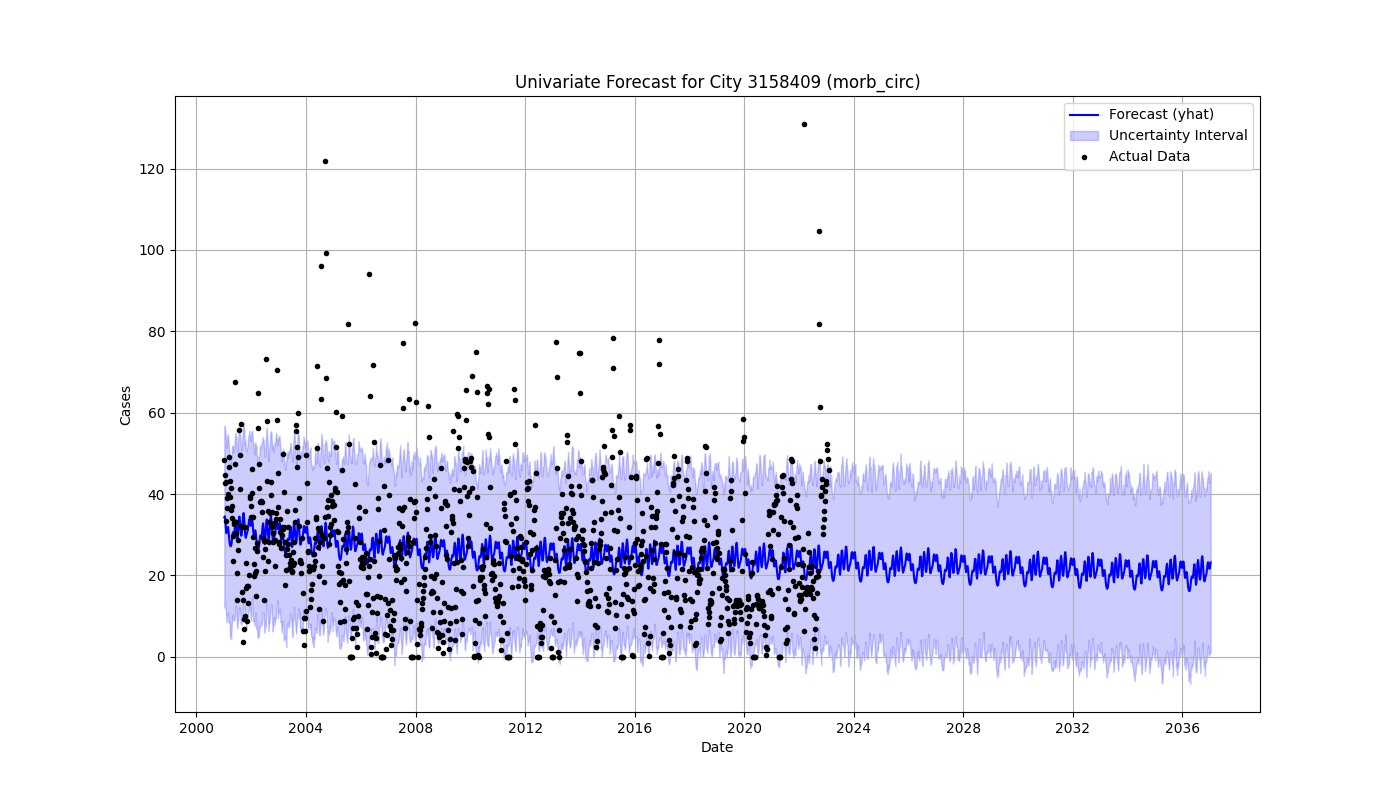 Univariate Forecast for City 3158409 (morb_circ)
Forecast (yhat)
Uncertainty Interval
Actual Data
Cases
120
100
80
60
40
20
0
2000 2004 2008 2012 2016 2020 2024 2028 2032 2036
Date